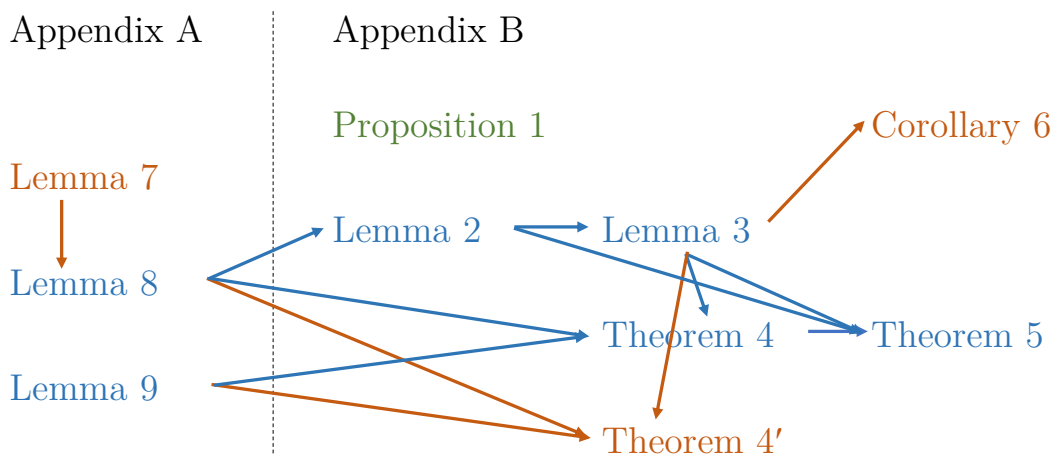 Appendix A
Appendix B
Proposition 1
Corollary 6
Lemma 7
Lemma 2
Lemma 3
Lemma 8
Theorem 4
Theorem 5
Lemma 9
Theorem 4′